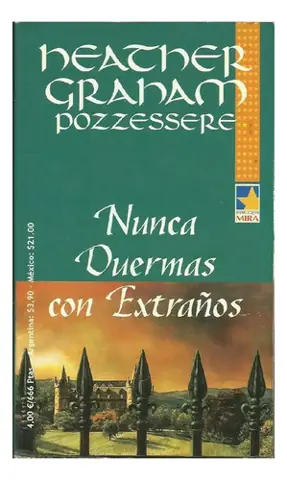 HEATHER
GRAHAM
POZZESSERE
MIRA
Nunca
Duermas
con Extraños
4,00 €/666 Ptas - Argentina: $3,90 - México: $21.00